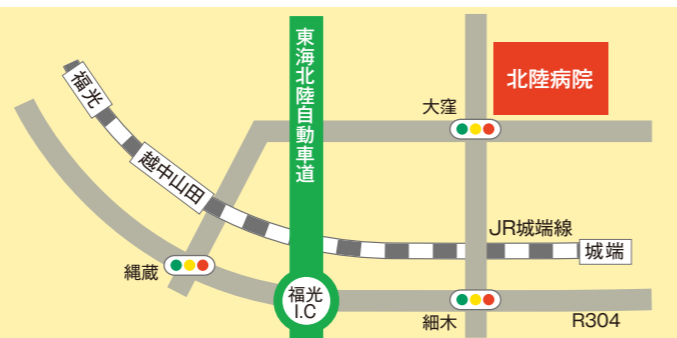 東海北陸自動車道
北陸病院
福光
大窪
越中山田
JR城端線
城端
縄蔵
福光
I.C
細木
R304